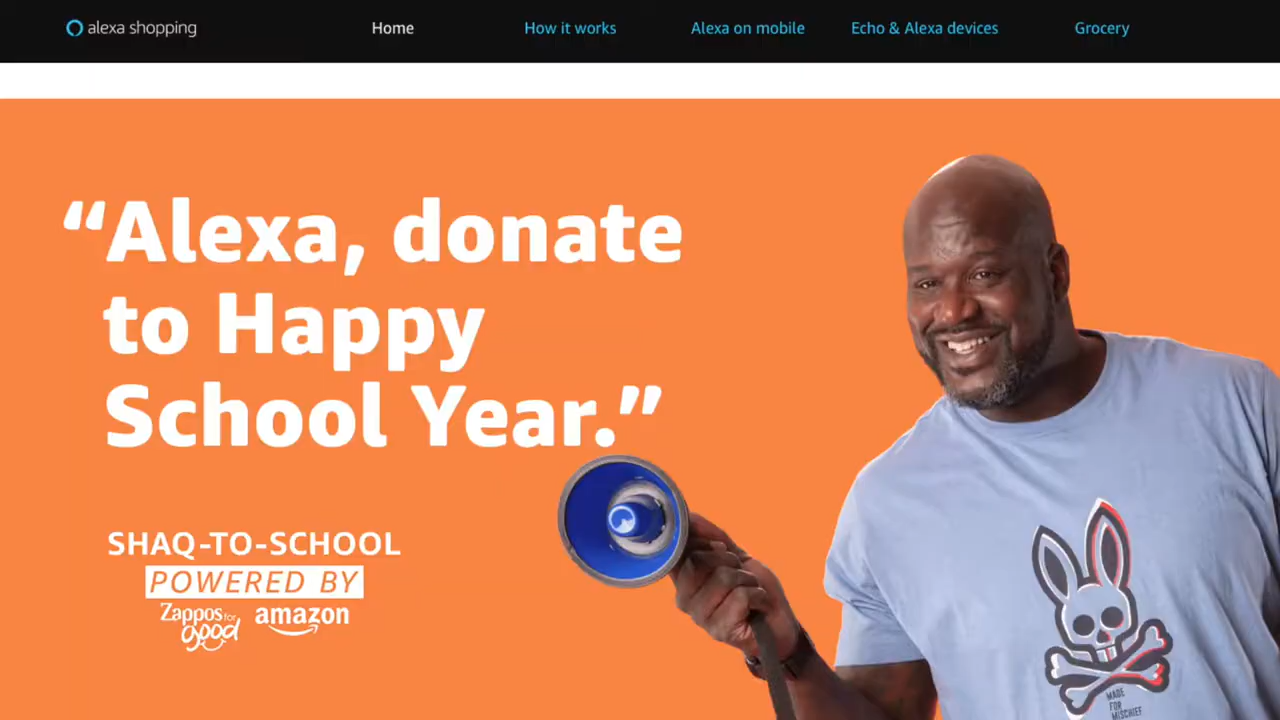 alexa shopping Home How it works Alexa on mobile Echo & Alexa devices Grocery
“Alexa, donate
to Happy
School Year.”
SHAQ-TO-SCHOOL
POWERED BY
Zappos for good amazon
MADE
FOR
MISCHIEF